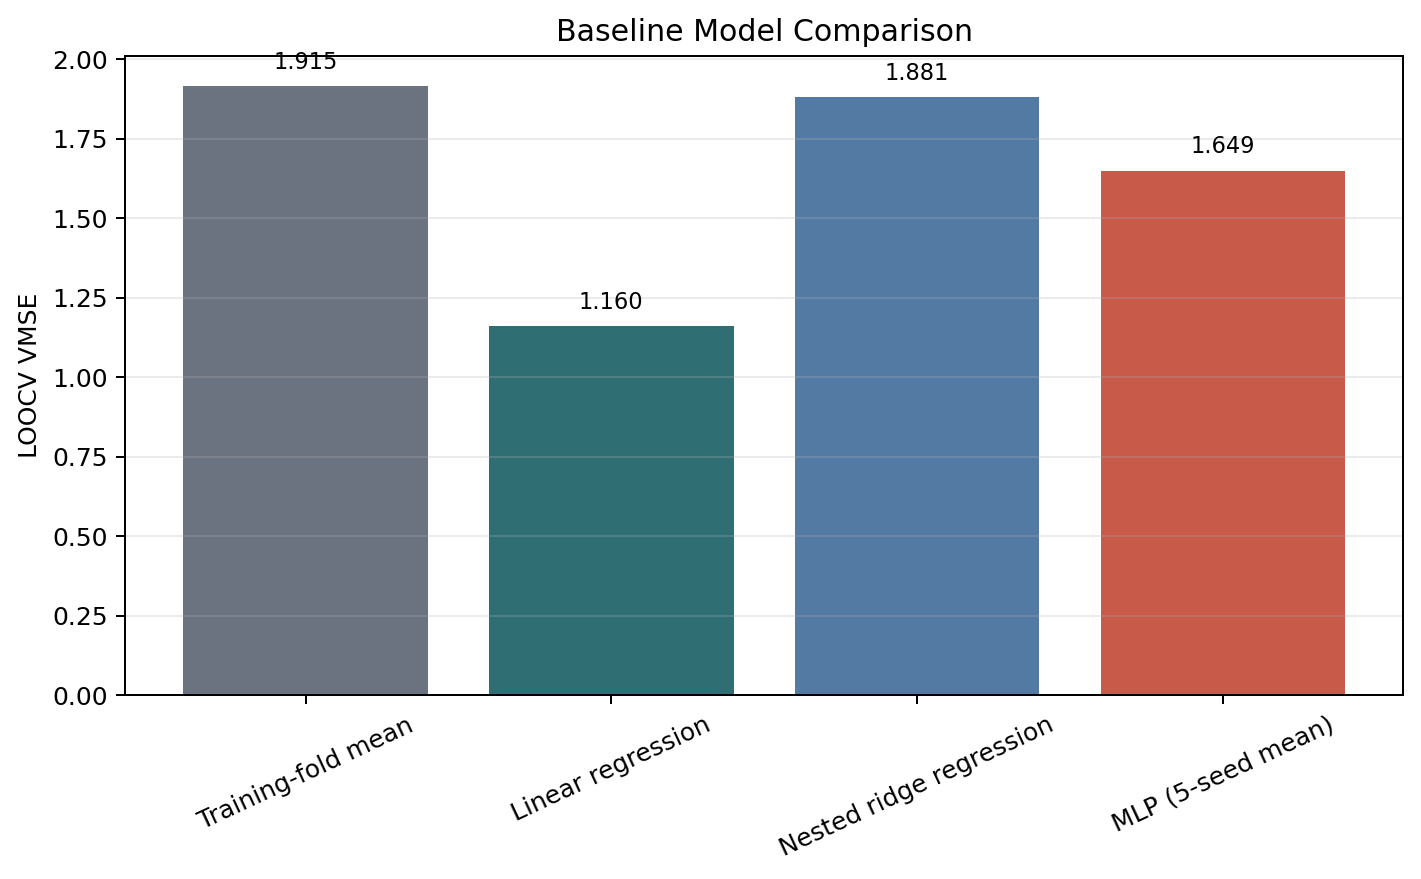 Baseline Model Comparison
LOOCV VMSE
2.00
1.75
1.50
1.25
1.00
0.75
0.50
0.25
0.00
1.915
1.160
1.881
1.649
Training-fold mean
Linear regression
Nested ridge regression
MLP (5-seed mean)